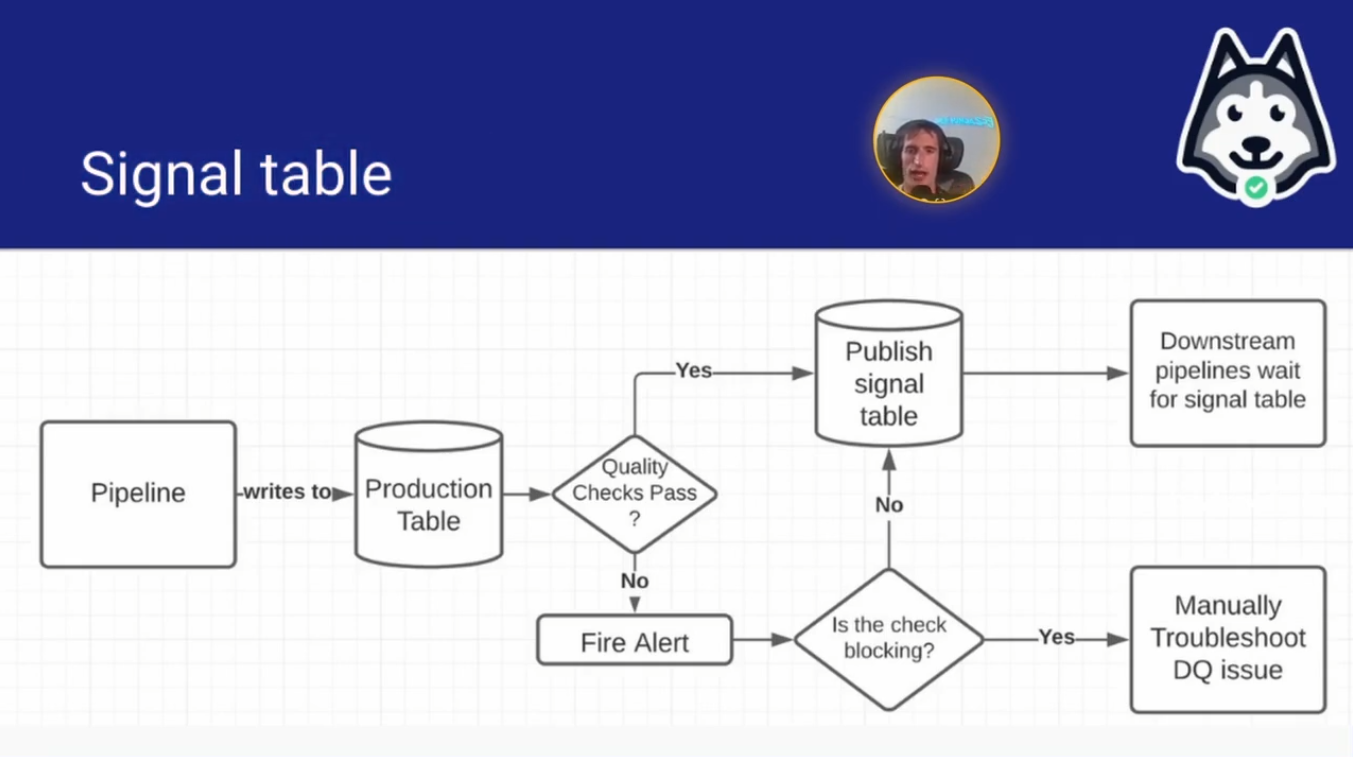 Signal table
Pipeline
writes to
Production
Table
Quality
Checks Pass
?
Yes
No
Fire Alert
Is the check
blocking?
No
Yes
Publish
signal
table
Downstream
pipelines wait
for signal table
Manually
Troubleshoot
DQ issue